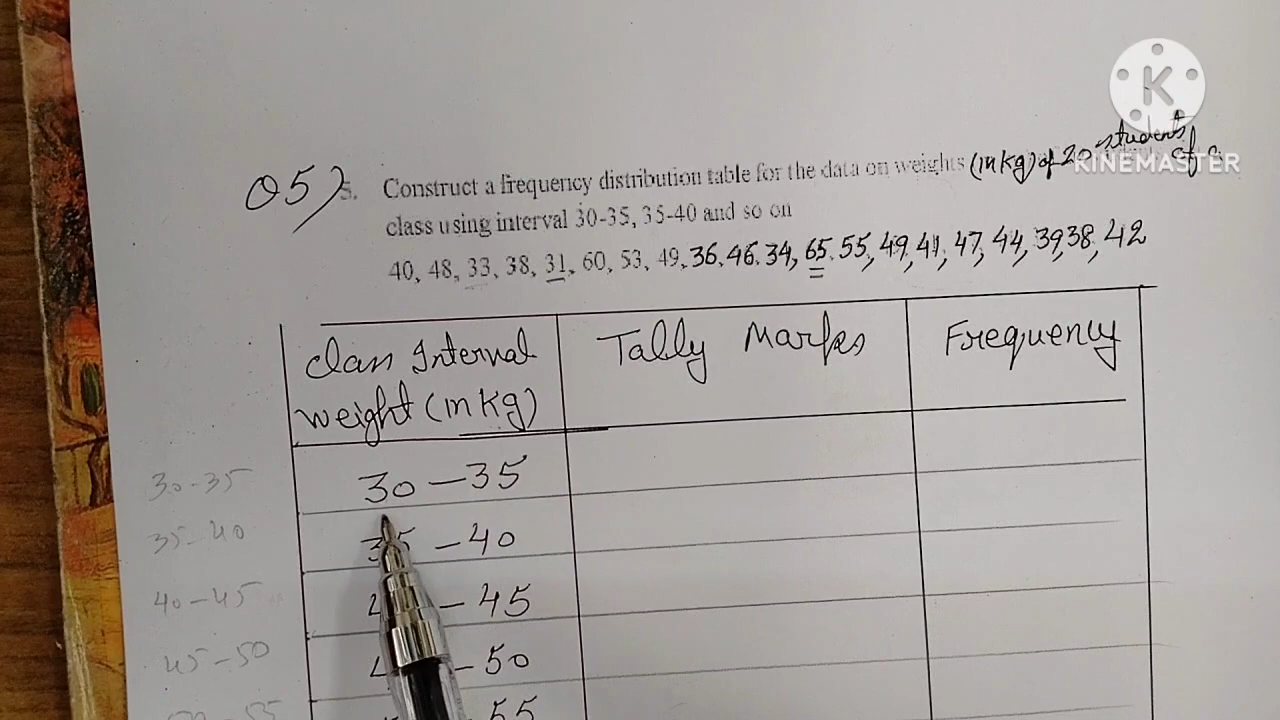 K
KINEMASTER
Q5) 5. Construct a frequency distribution table for the data on weights (in kg) of 20 students of a
class using interval 30-35, 35-40 and so on
40, 48, 33, 38, 31, 60, 53, 49, 36, 46, 34, 65, 55, 49, 41, 47, 44, 39, 38, 42
Class Interval weight (in kg) Tally Marks Frequency
30-35 30-35
35-40 35-40
40-45 -45
45-50 -50
-55 -55